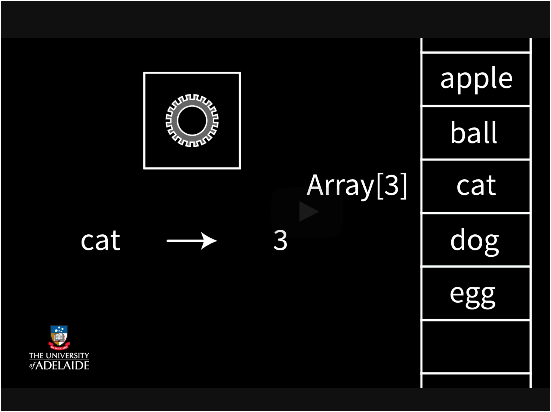 apple
ball
Array[3] cat
cat → 3
dog
egg
THE UNIVERSITY
of ADELAIDE